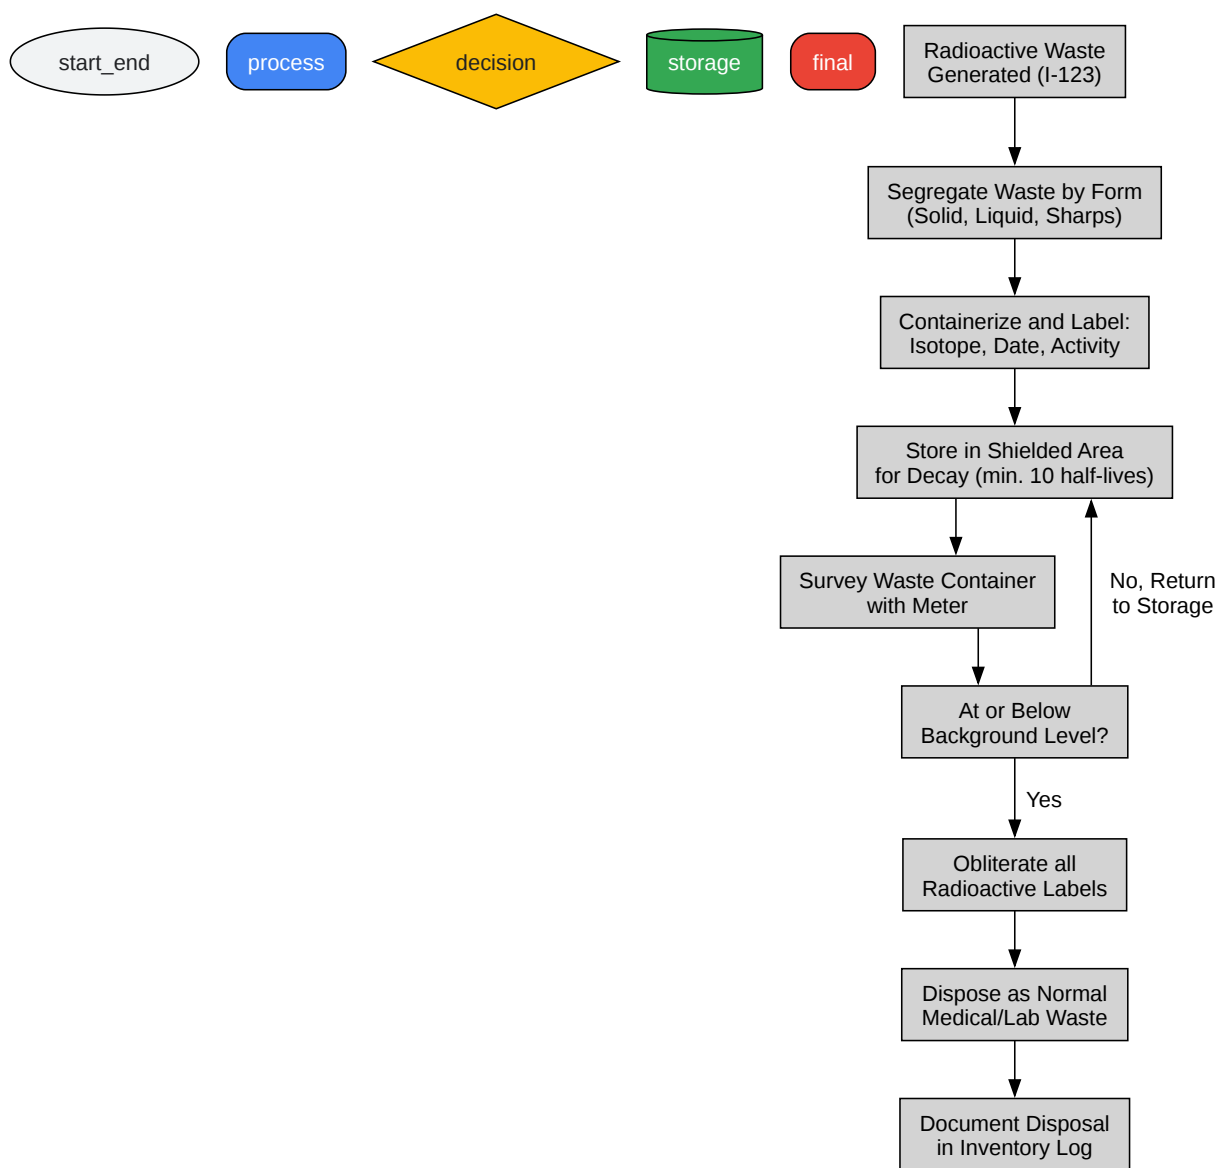 start_end
process
decision
storage
final
Radioactive Waste
Generated (I-123)
Segregate Waste by Form
(Solid, Liquid, Sharps)
Containerize and Label:
Isotope, Date, Activity
Store in Shielded Area
for Decay (min. 10 half-lives)
Survey Waste Container
with Meter
No, Return
to Storage
At or Below
Background Level?
Yes
Obliterate all
Radioactive Labels
Dispose as Normal
Medical/Lab Waste
Document Disposal
in Inventory Log